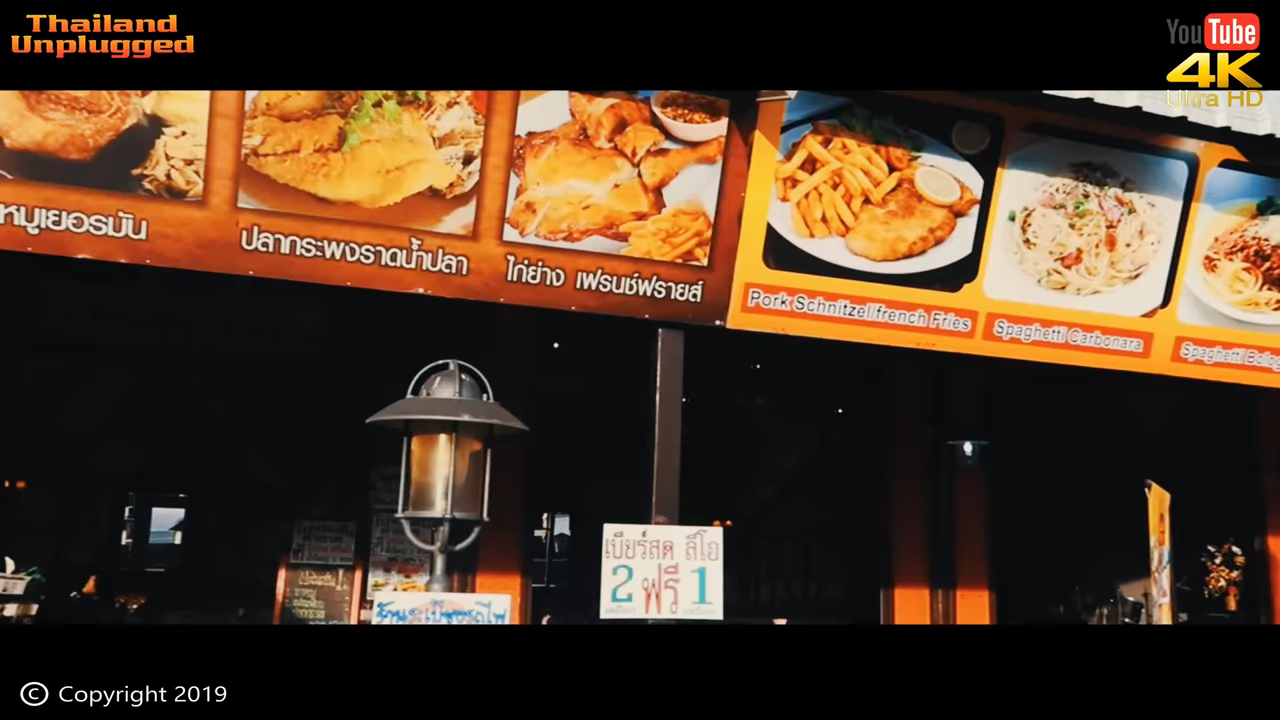 Thailand
Unplugged
YouTube
4K
Ultra HD
หมูเยอรมัน
ปลากระพงราดน้ำปลา
ไก่ย่าง เฟรนช์ฟรายส์
Pork Schnitzel/french Fries
Spaghetti Carbonara
Spaghetti
เบียร์สด ลีโอ
2 ฟรี 1
© Copyright 2019